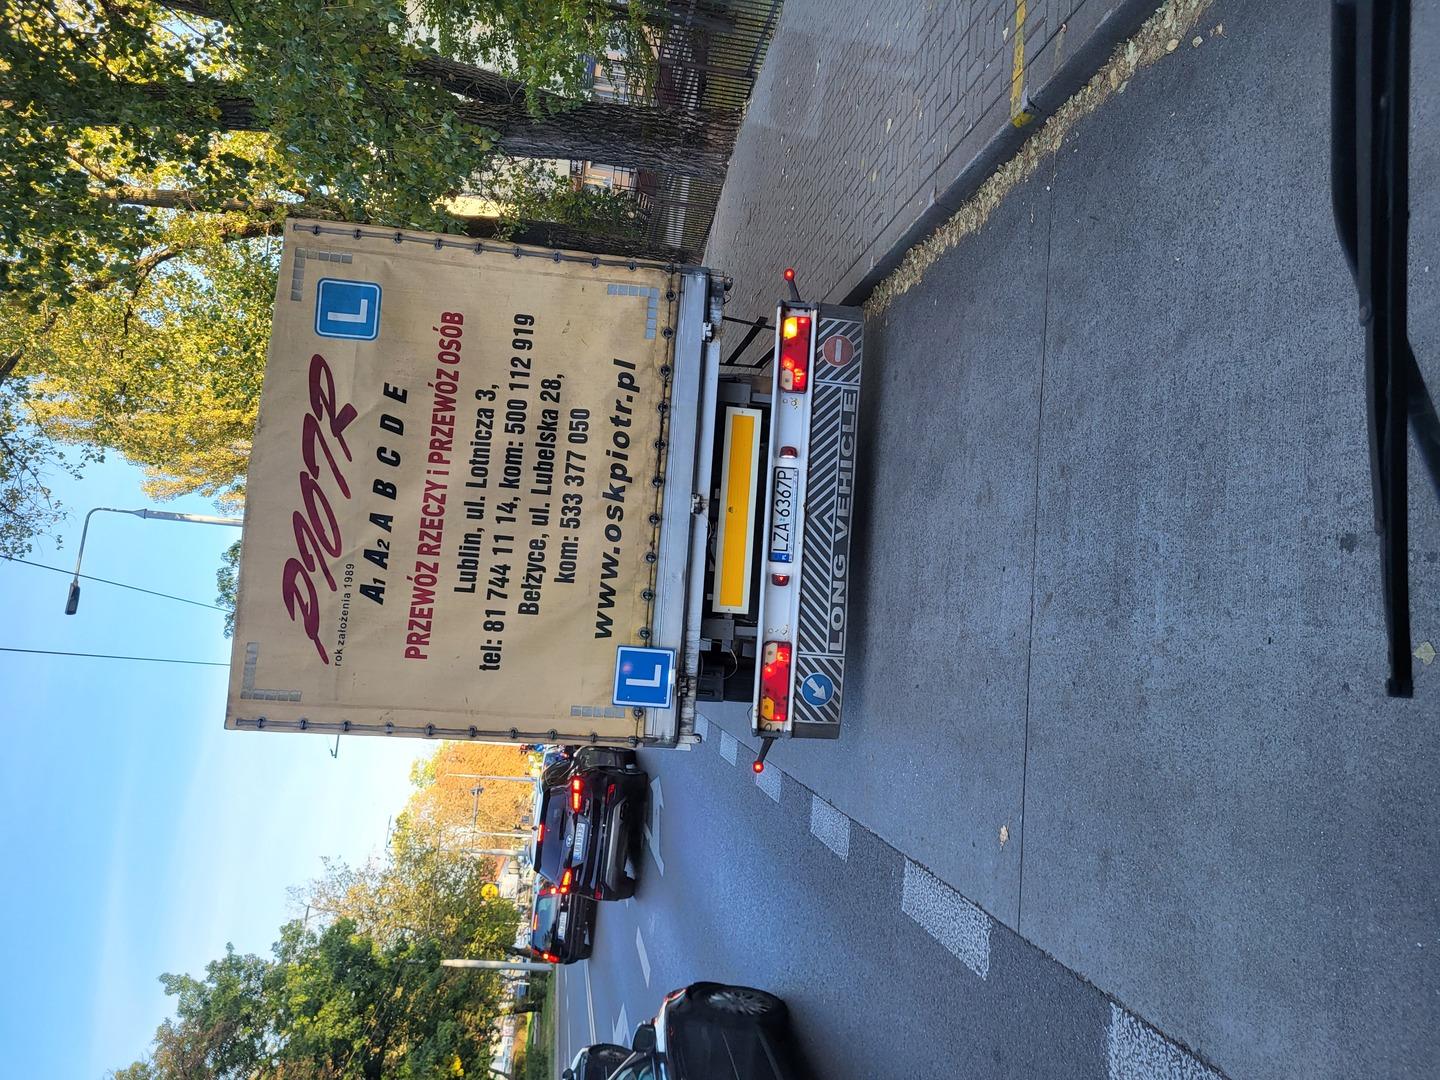 L
PIOTR
rok założenia 1989
A1 A2 A B C D E
PRZEWÓZ RZECZY i PRZEWÓZ OSÓB
Lublin, ul. Lotnicza 3,
tel: 81 744 11 14, kom: 500 112 919
Bełżyce, ul. Lubelska 28,
kom: 533 377 050
www.oskpiotr.pl
L
LZA 6367P
LONG VEHICLE